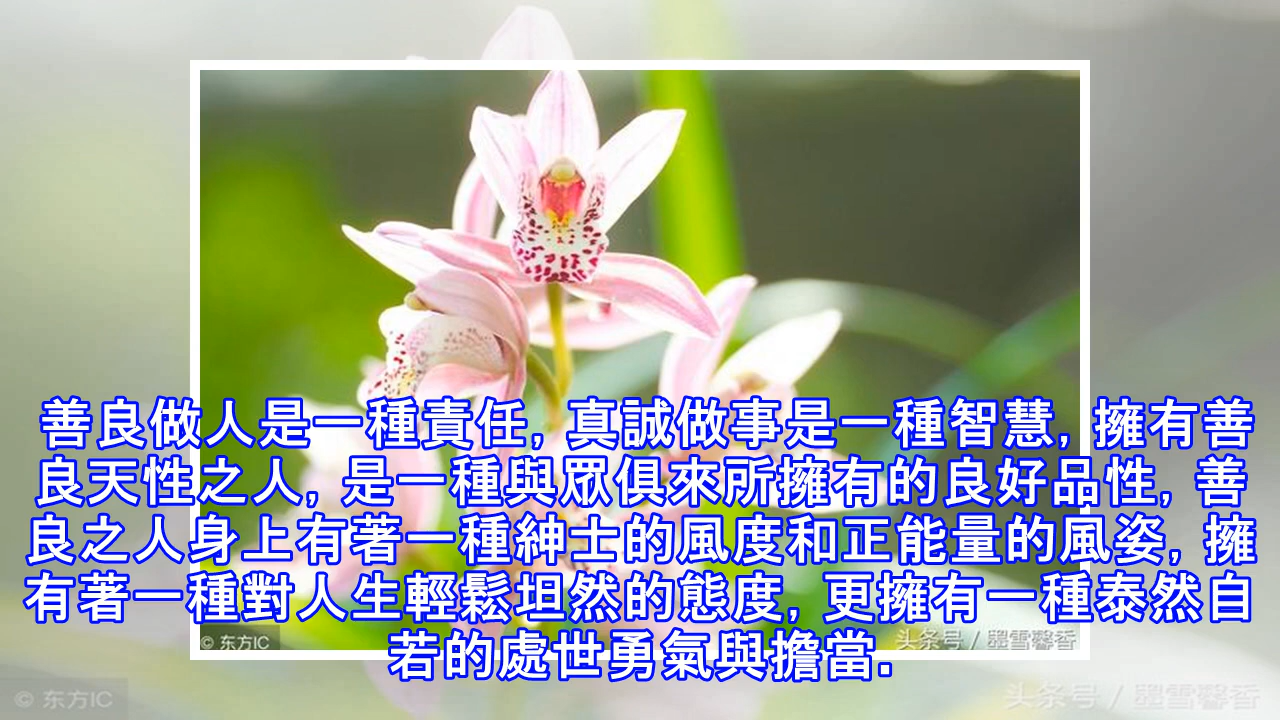 善良做人是一種責任, 真誠做事是一種智慧, 擁有善
良天性之人, 是一種與眾俱來所擁有的良好品性, 善
良之人身上有著一種紳士的風度和正能量的風姿, 擁
有著一種對人生輕鬆坦然的態度, 更擁有一種泰然自
若的處世勇氣與擔當.
© 东方IC
头条号 / 墨雪馨香
© 东方IC
头条号 / 墨雪馨香